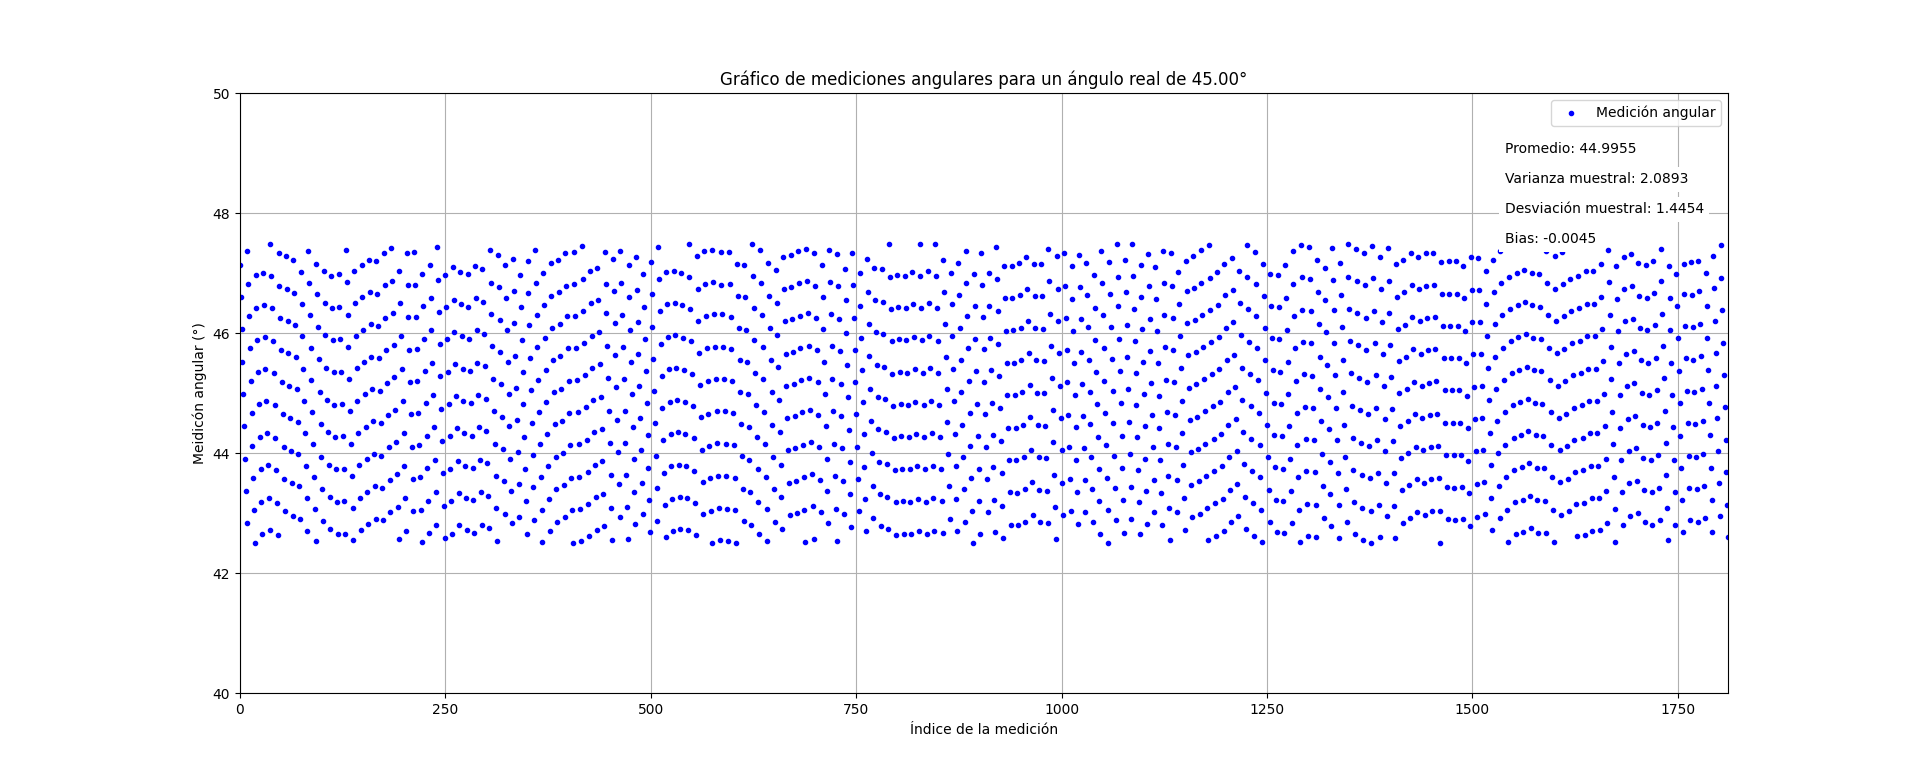 Gráfico de mediciones angulares para un ángulo real de 45.00°
50
48
46
44
42
40
Meidicón angular (°)
Medición angular
Promedio: 44.9955
Varianza muestral: 2.0893
Desviación muestral: 1.4454
Bias: -0.0045
0 250 500 750 1000 1250 1500 1750
Índice de la medición